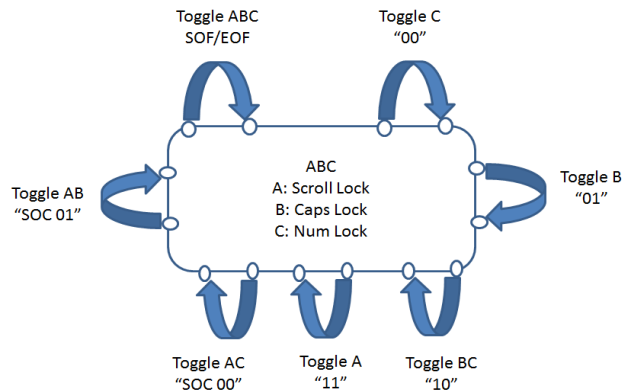 Toggle ABC
SOF/EOF
Toggle C
“00”
ABC
A: Scroll Lock
B: Caps Lock
C: Num Lock
Toggle AB
“SOC 01”
Toggle B
“01”
Toggle AC
“SOC 00”
Toggle A
“11”
Toggle BC
“10”